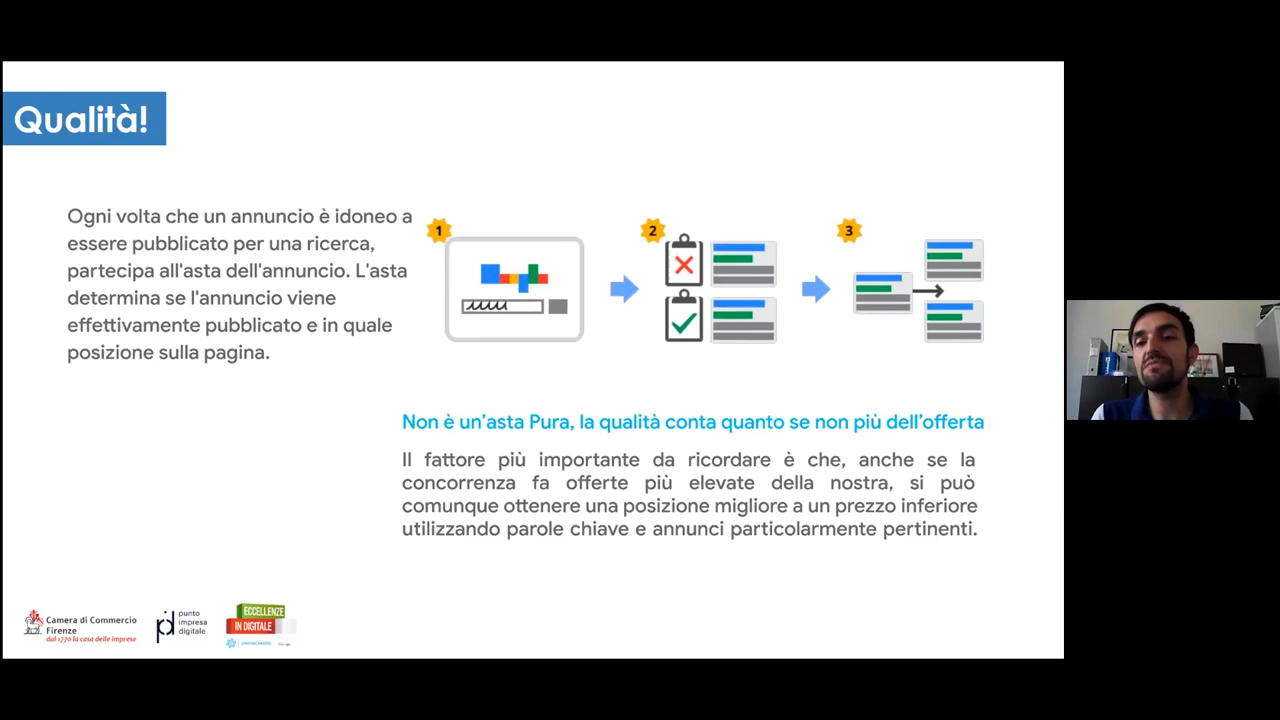 Qualità!
Ogni volta che un annuncio è idoneo a
essere pubblicato per una ricerca,
partecipa all'asta dell'annuncio. L'asta
determina se l'annuncio viene
effettivamente pubblicato e in quale
posizione sulla pagina.
1
2
3
Non è un'asta Pura, la qualità conta quanto se non più dell'offerta
Il fattore più importante da ricordare è che, anche se la
concorrenza fa offerte più elevate della nostra, si può
comunque ottenere una posizione migliore a un prezzo inferiore
utilizzando parole chiave e annunci particolarmente pertinenti.
Camera di Commercio
Firenze
dal 1770 la casa delle imprese
pid
punto
impresa
digitale
ECCELLENZE
IN DIGITALE
UNIONCAMERE
Google